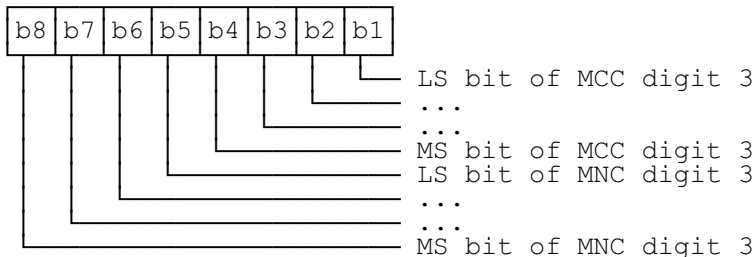 b8 b7 b6 b5 b4 b3 b2 b1
LS bit of MCC digit 3
...
...
MS bit of MCC digit 3
LS bit of MNC digit 3
...
...
MS bit of MNC digit 3